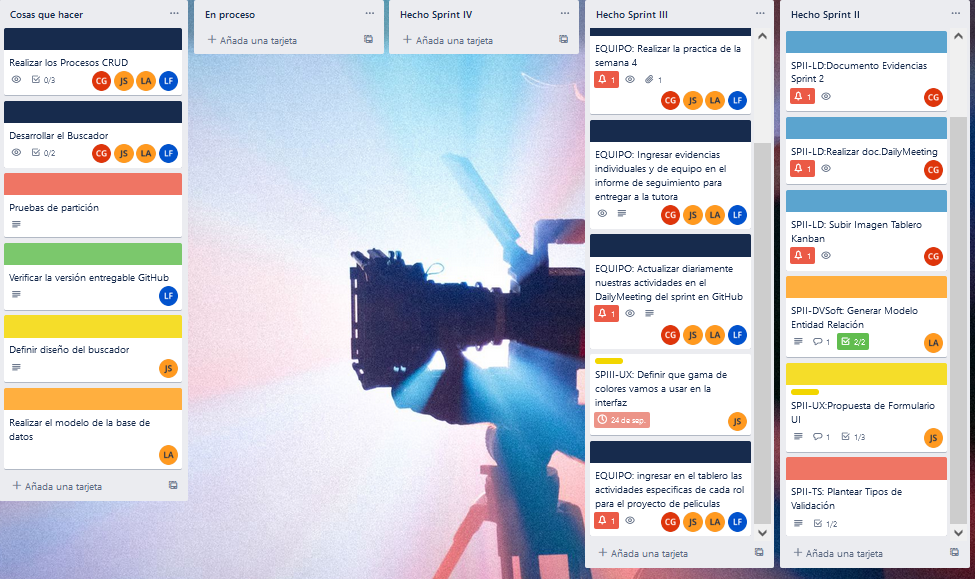 Cosas que hacer
Realizar los Procesos CRUD
0/3
CG JS LA LF
Desarrollar el Buscador
0/2
CG JS LA LF
Pruebas de partición
Verificar la versión entregable GitHub
LF
Definir diseño del buscador
JS
Realizar el modelo de la base de
datos
LA
+ Añada una tarjeta
En proceso
+ Añada una tarjeta
Hecho Sprint IV
+ Añada una tarjeta
Hecho Sprint III
EQUIPO: Realizar la practica de la
semana 4
1 1
CG JS LA LF
EQUIPO: Ingresar evidencias
individuales y de equipo en el
informe de seguimiento para
entregar a la tutora
CG JS LA LF
EQUIPO: Actualizar diariamente
nuestras actividades en el
DailyMeeting del sprint en GitHub
1
CG JS LA LF
SPIII-UX: Definir que gama de
colores vamos a usar en la
interfaz
24 de sep.
JS
EQUIPO: ingresar en el tablero las
actividades especificas de cada rol
para el proyecto de peliculas
1
CG JS LA LF
+ Añada una tarjeta
Hecho Sprint II
SPII-LD:Documento Evidencias
Sprint 2
1
CG
SPII-LD:Realizar doc.DailyMeeting
1
CG
SPII-LD: Subir Imagen Tablero
Kanban
1
CG
SPII-DVSoft: Generar Modelo
Entidad Relación
1 2/2
LA
SPII-UX:Propuesta de Formulario
UI
1 1/3
JS
SPII-TS: Plantear Tipos de
Validación
1/2
+ Añada una tarjeta